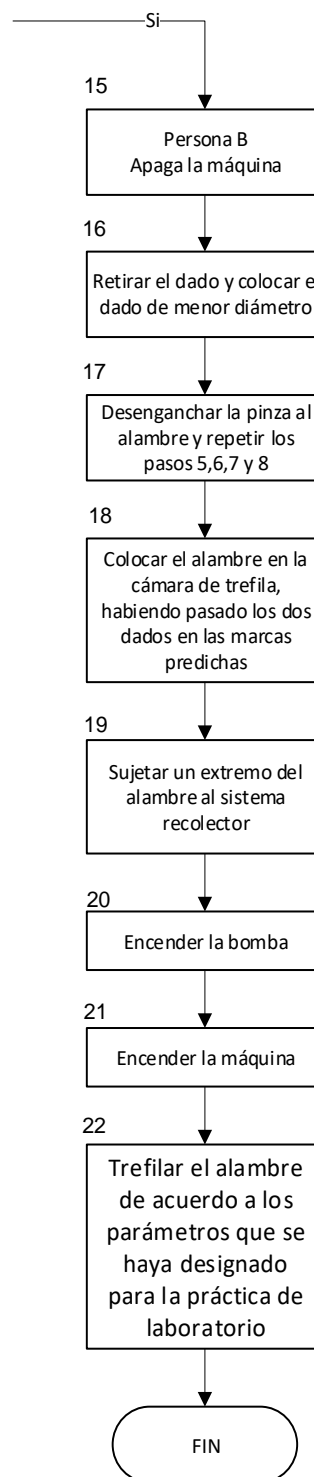 Si
15
Persona B
Apaga la máquina
16
Retirar el dado y colocar e
dado de menor diámetro
17
Desenganchar la pinza al
alambre y repetir los
pasos 5,6,7 y 8
18
Colocar el alambre en la
cámara de trefila,
habiendo pasado los dos
dados en las marcas
predichas
19
Sujetar un extremo del
alambre al sistema
recolector
20
Encender la bomba
21
Encender la máquina
22
Trefilar el alambre
de acuerdo a los
parámetros que se
haya designado
para la práctica de
laboratorio
FIN